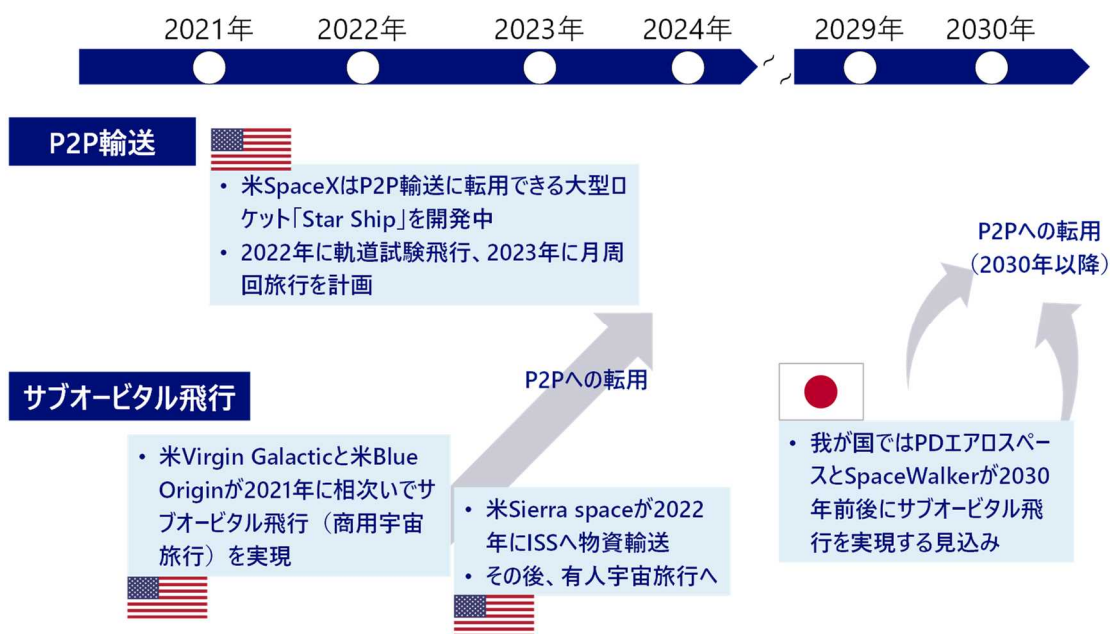 2021年 2022年 2023年 2024年 2029年 2030年
P2P輸送
• 米SpaceXはP2P輸送に転用できる大型ロ
ケット「Star Ship」を開発中
• 2022年に軌道試験飛行、2023年に月周
回旅行を計画
P2Pへの転用
（2030年以降）
P2Pへの転用
サブオービタル飛行
• 米Virgin Galacticと米Blue
Originが2021年に相次いでサ
ブオービタル飛行（商用宇宙
旅行）を実現
• 米Sierra spaceが2022
年にISSへ物資輸送
• その後、有人宇宙旅行へ
• 我が国ではPDエアロスペー
スとSpaceWalkerが2030
年前後にサブオービタル飛
行を実現する見込み